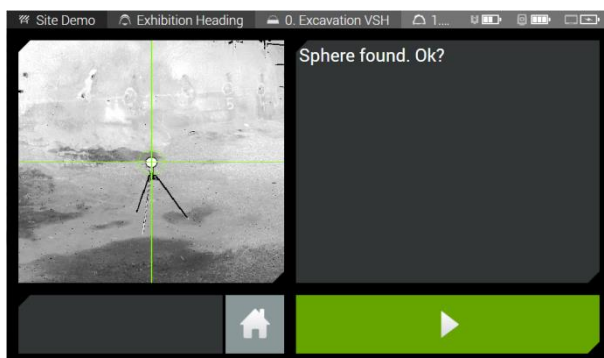 Site Demo
Exhibition Heading
0. Excavation VSH
1....
Sphere found. Ok?